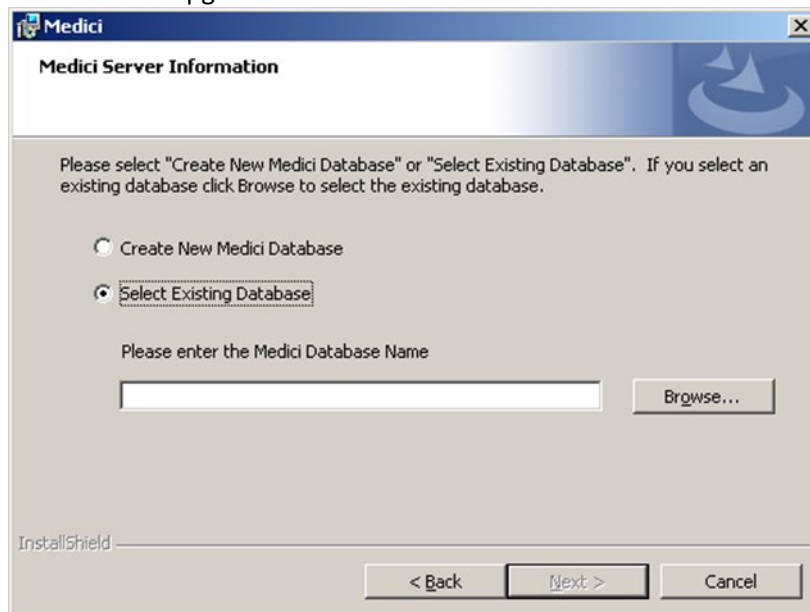 Medici
Medici Server Information
Please select "Create New Medici Database" or "Select Existing Database".  If you select an
existing database click Browse to select the existing database.
Create New Medici Database
Select Existing Database
Please enter the Medici Database Name
Browse...
InstallShield
< Back
Next >
Cancel